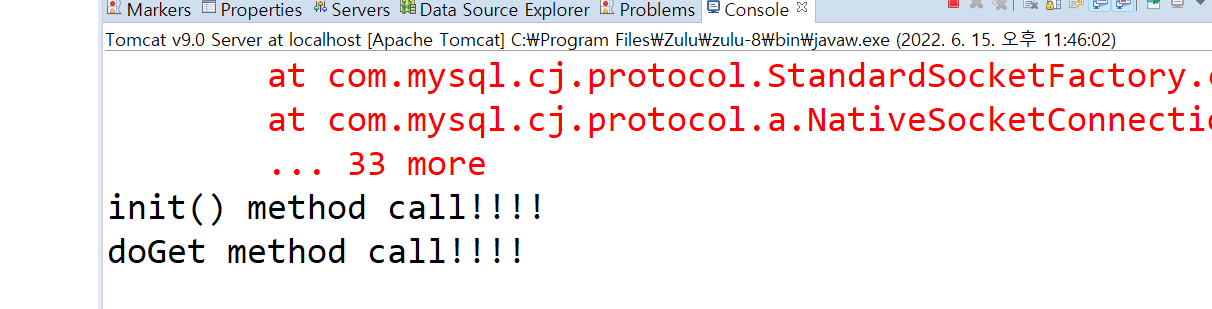 Markers Properties Servers Data Source Explorer Problems Console
Tomcat v9.0 Server at localhost [Apache Tomcat] C:₩Program Files₩Zulu₩zulu-8₩bin₩javaw.exe (2022. 6. 15. 오후 11:46:02)
at com.mysql.cj.protocol.StandardSocketFactory.
at com.mysql.cj.protocol.a.NativeSocketConnecti
... 33 more
init() method call!!!!
doGet method call!!!!